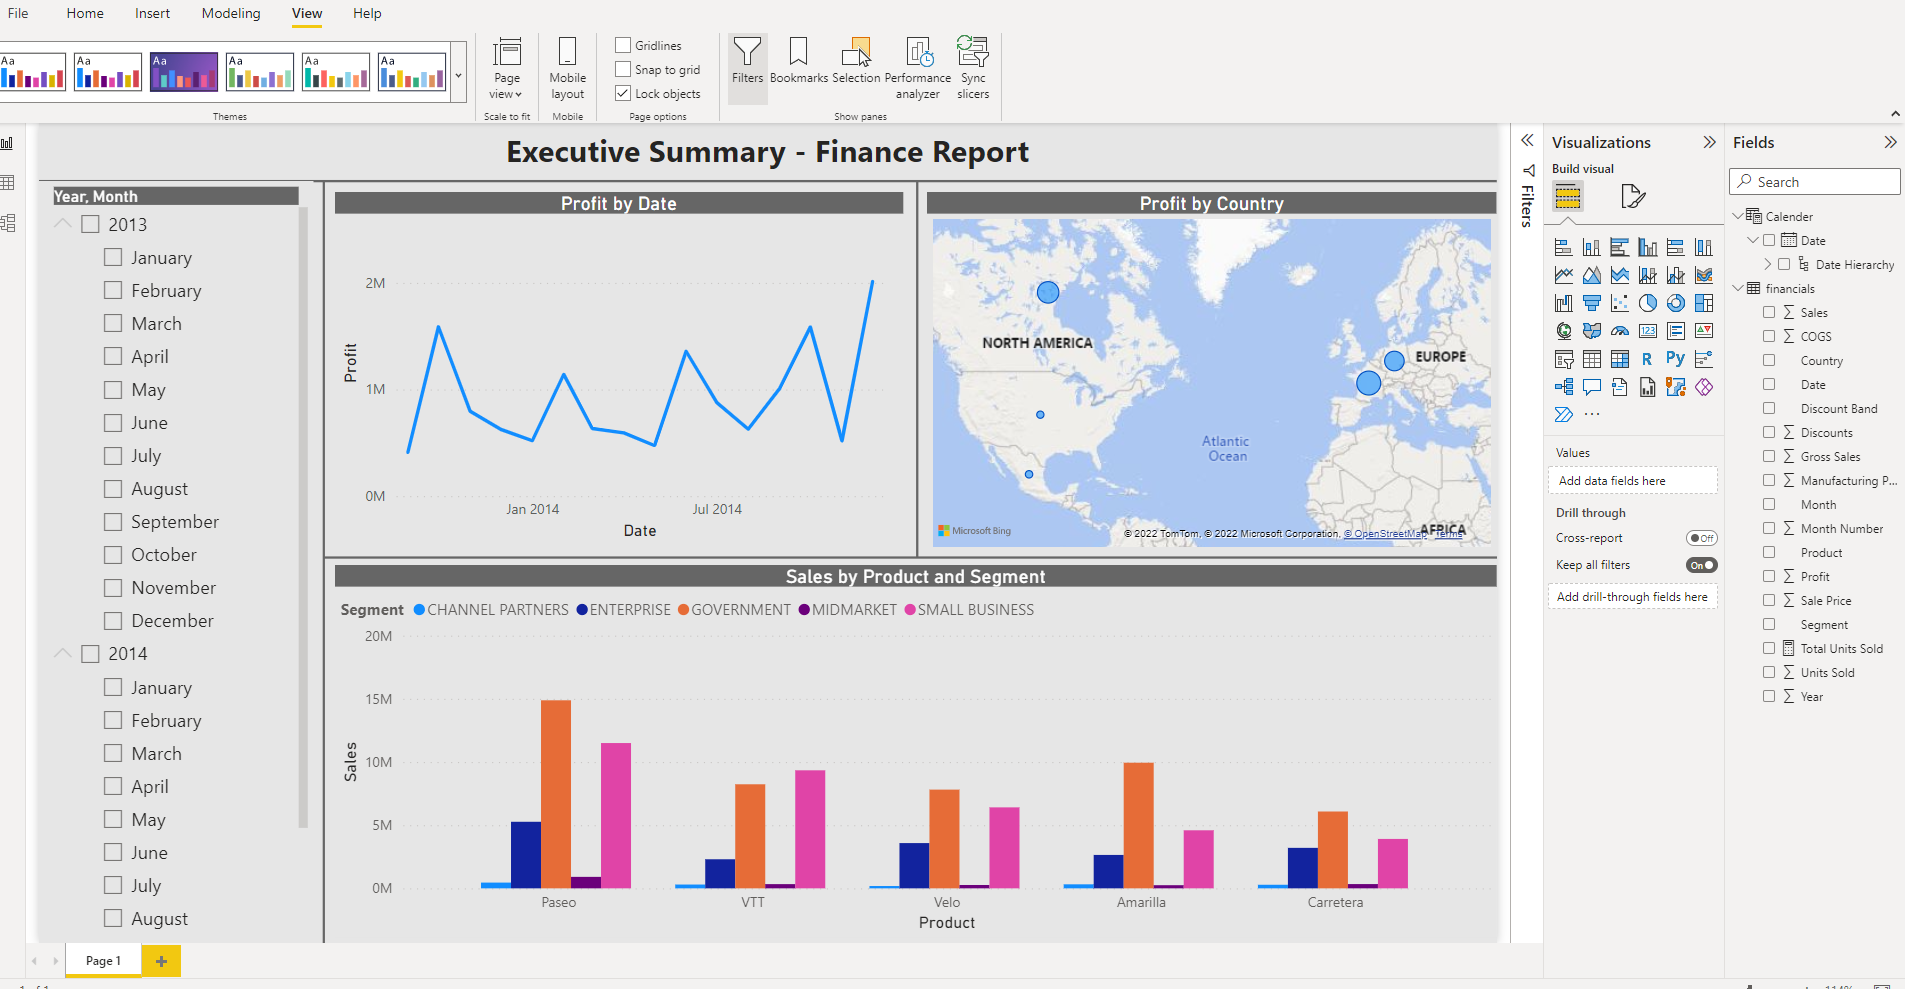 File Home Insert Modeling View Help
Aa Aa Aa Aa Aa Aa
Themes
Page view
Scale to fit
Mobile layout
Mobile
Gridlines
Snap to grid
Lock objects
Page options
Filters Bookmarks Selection Performance analyzer Sync slicers
Show panes
Executive Summary - Finance Report
Year, Month
2013
January
February
March
April
May
June
July
August
September
October
November
December
2014
January
February
March
April
May
June
July
August
Profit by Date
Profit
2M
1M
0M
Jan 2014 Jul 2014
Date
Profit by Country
NORTH AMERICA
EUROPE
Atlantic
Ocean
AFRICA
Microsoft Bing
© 2022 TomTom, © 2022 Microsoft Corporation, © OpenStreetMap Terms
Sales by Product and Segment
Segment CHANNEL PARTNERS ENTERPRISE GOVERNMENT MIDMARKET SMALL BUSINESS
Sales
20M
15M
10M
5M
0M
Paseo VTT Velo Amarilla Carretera
Product
Filters
Visualizations
Build visual
123
R Py
...
Values
Add data fields here
Drill through
Cross-report Off
Keep all filters On
Add drill-through fields here
Fields
Search
Calender
Date
Date Hierarchy
financials
Sales
COGS
Country
Date
Discount Band
Discounts
Gross Sales
Manufacturing P...
Month
Month Number
Product
Profit
Sale Price
Segment
Total Units Sold
Units Sold
Year
Page 1
+